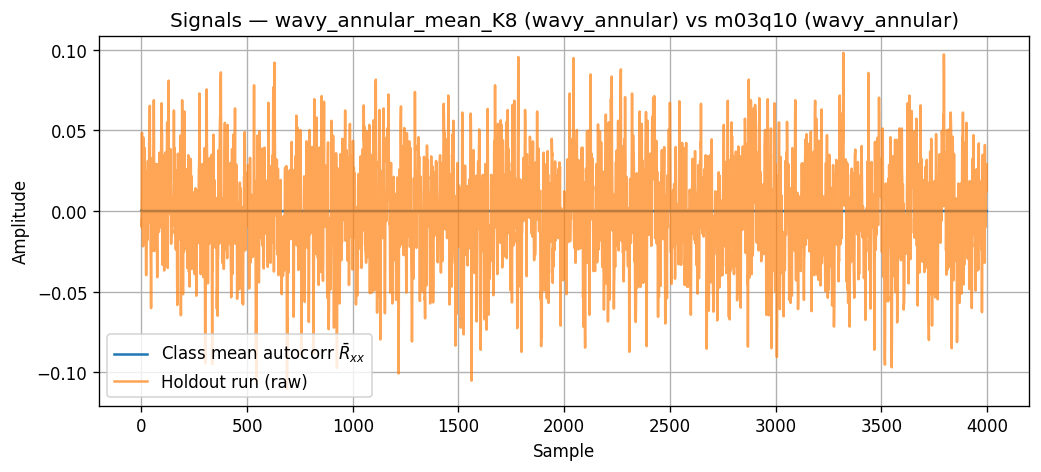 Signals — wavy_annular_mean_K8 (wavy_annular) vs m03q10 (wavy_annular)
0.10
0.05
0.00
−0.05
−0.10
Amplitude
Class mean autocorr R̄xx
Holdout run (raw)
0 500 1000 1500 2000 2500 3000 3500 4000
Sample